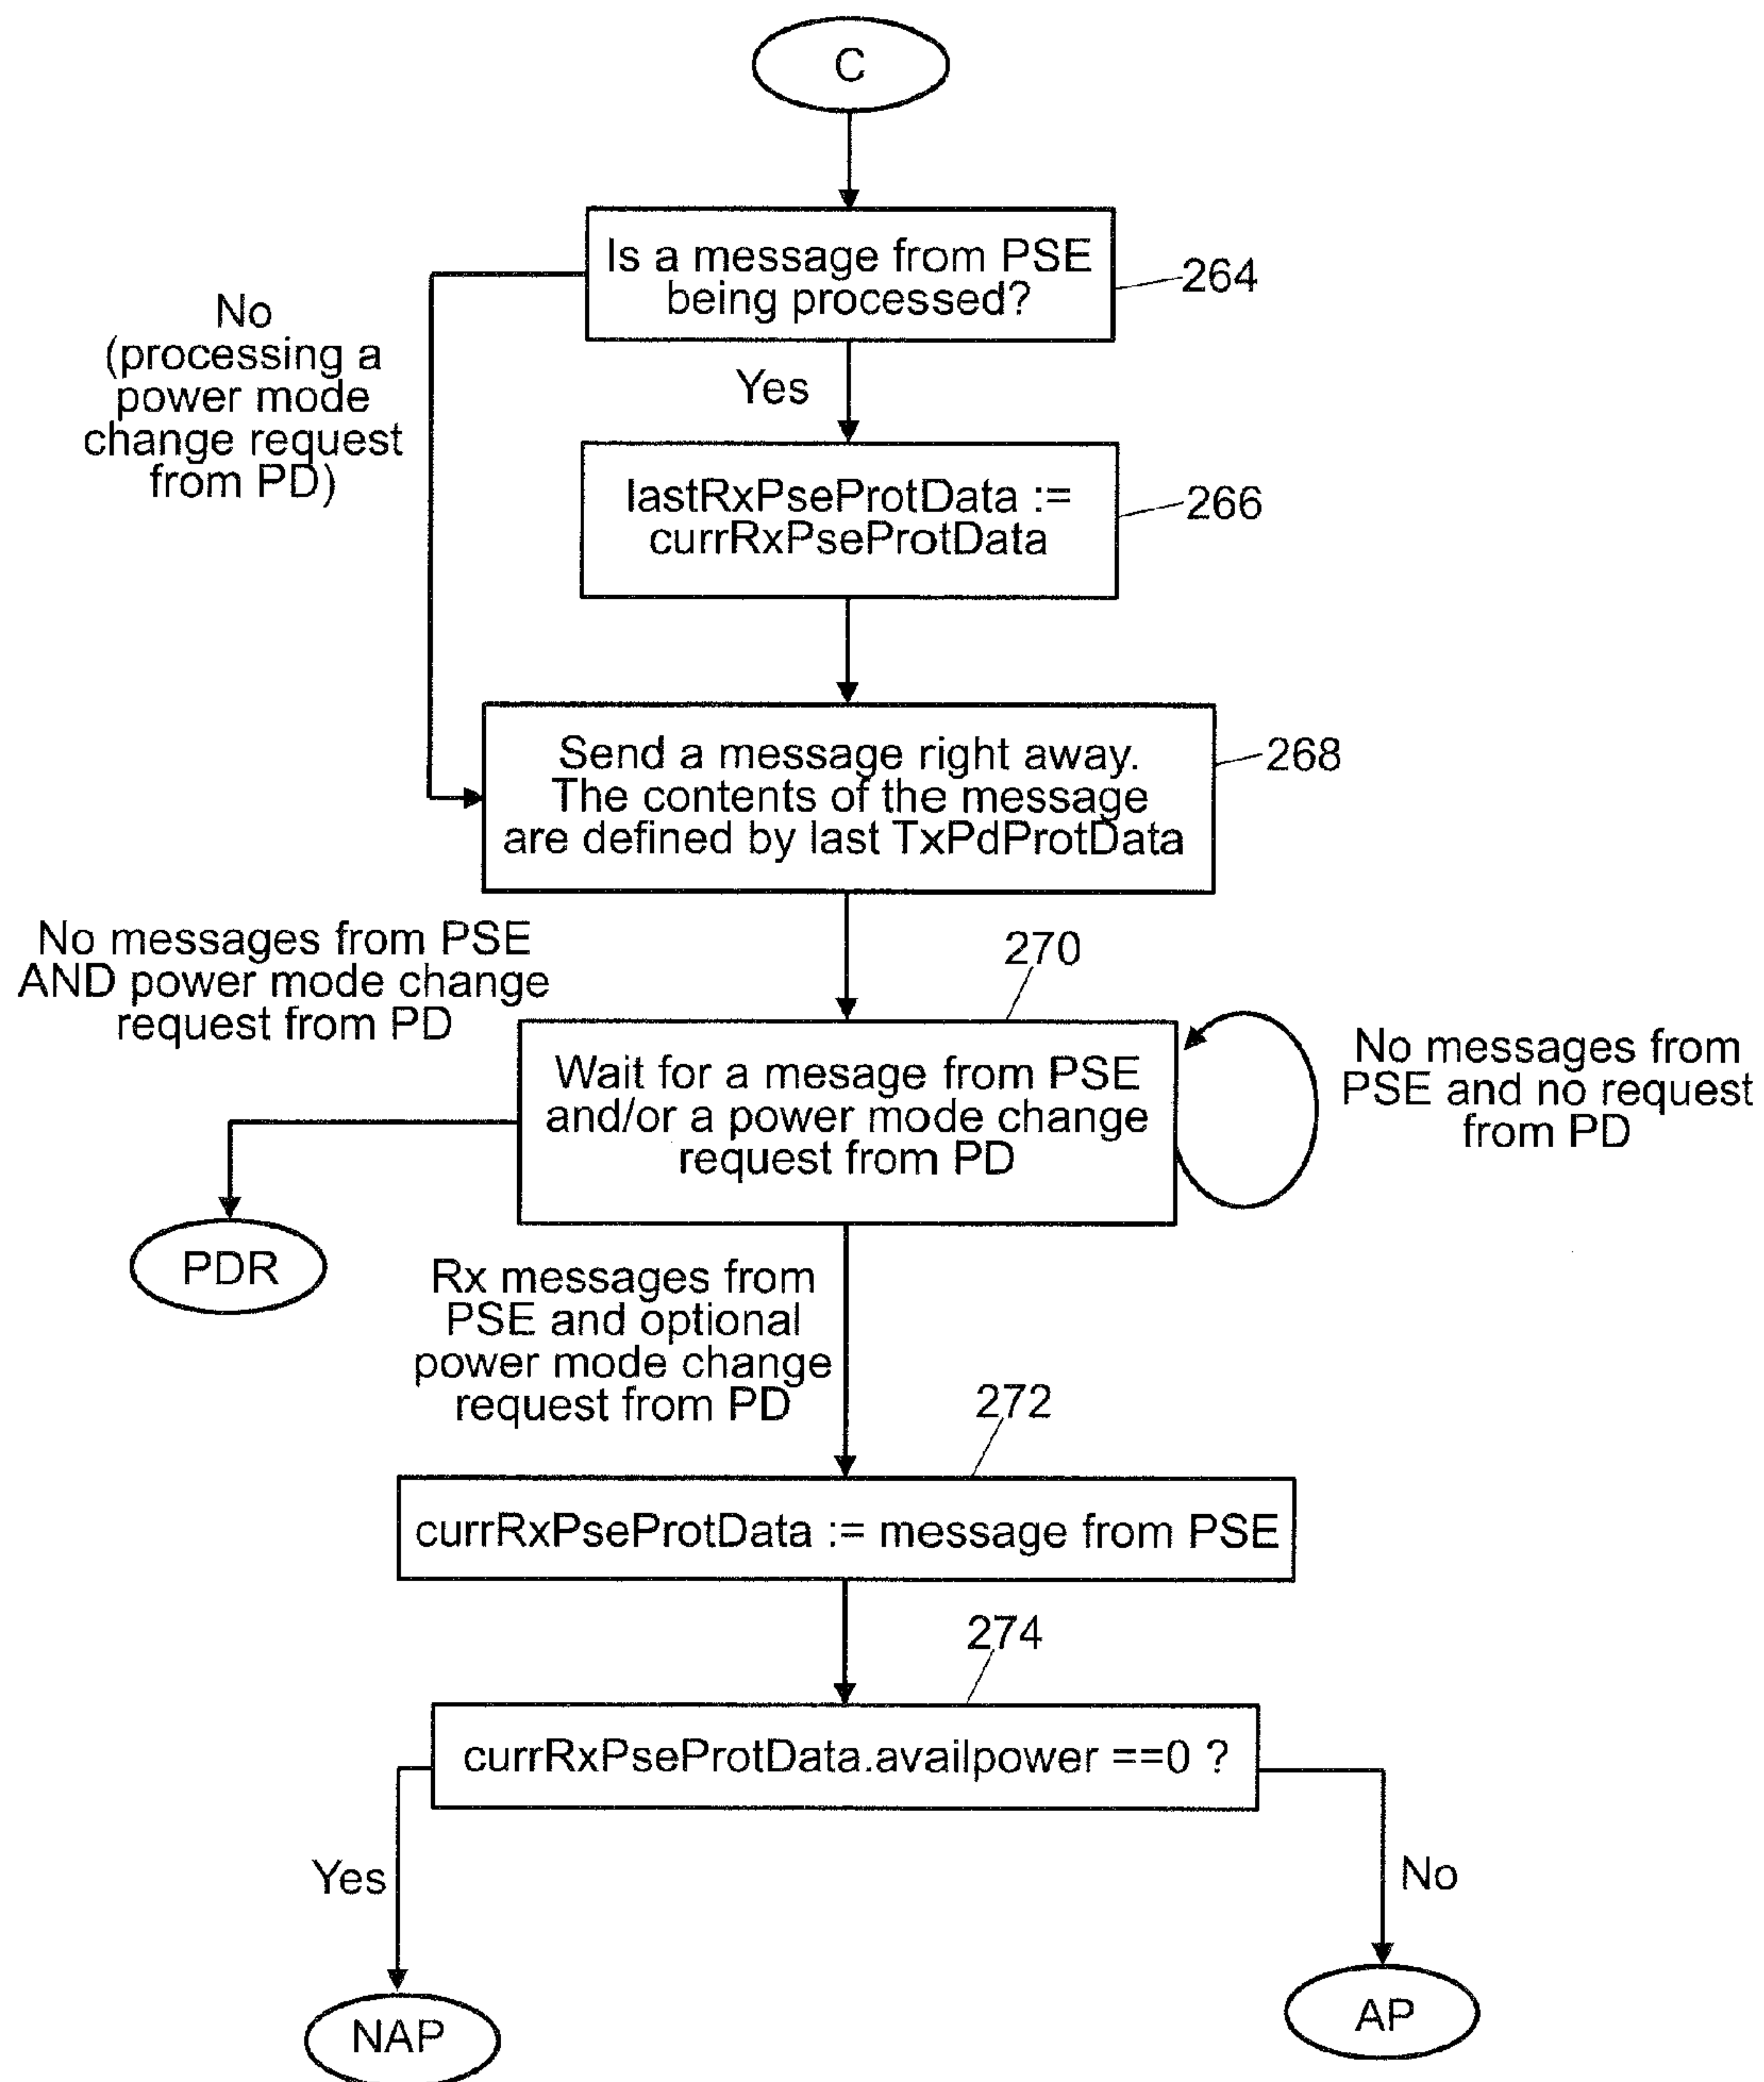 C
Is a message from PSE
being processed?
264
No
(processing a
power mode
change request
from PD)
Yes
lastRxPseProtData :=
currRxPseProtData
266
Send a message right away.
The contents of the message
are defined by last TxPdProtData
268
No messages from PSE
AND power mode change
request from PD
270
Wait for a mesage from PSE
and/or a power mode change
request from PD
No messages from
PSE and no request
from PD
PDR
Rx messages from
PSE and optional
power mode change
request from PD
272
currRxPseProtData := message from PSE
274
currRxPseProtData.availpower ==0 ?
Yes
No
NAP
AP